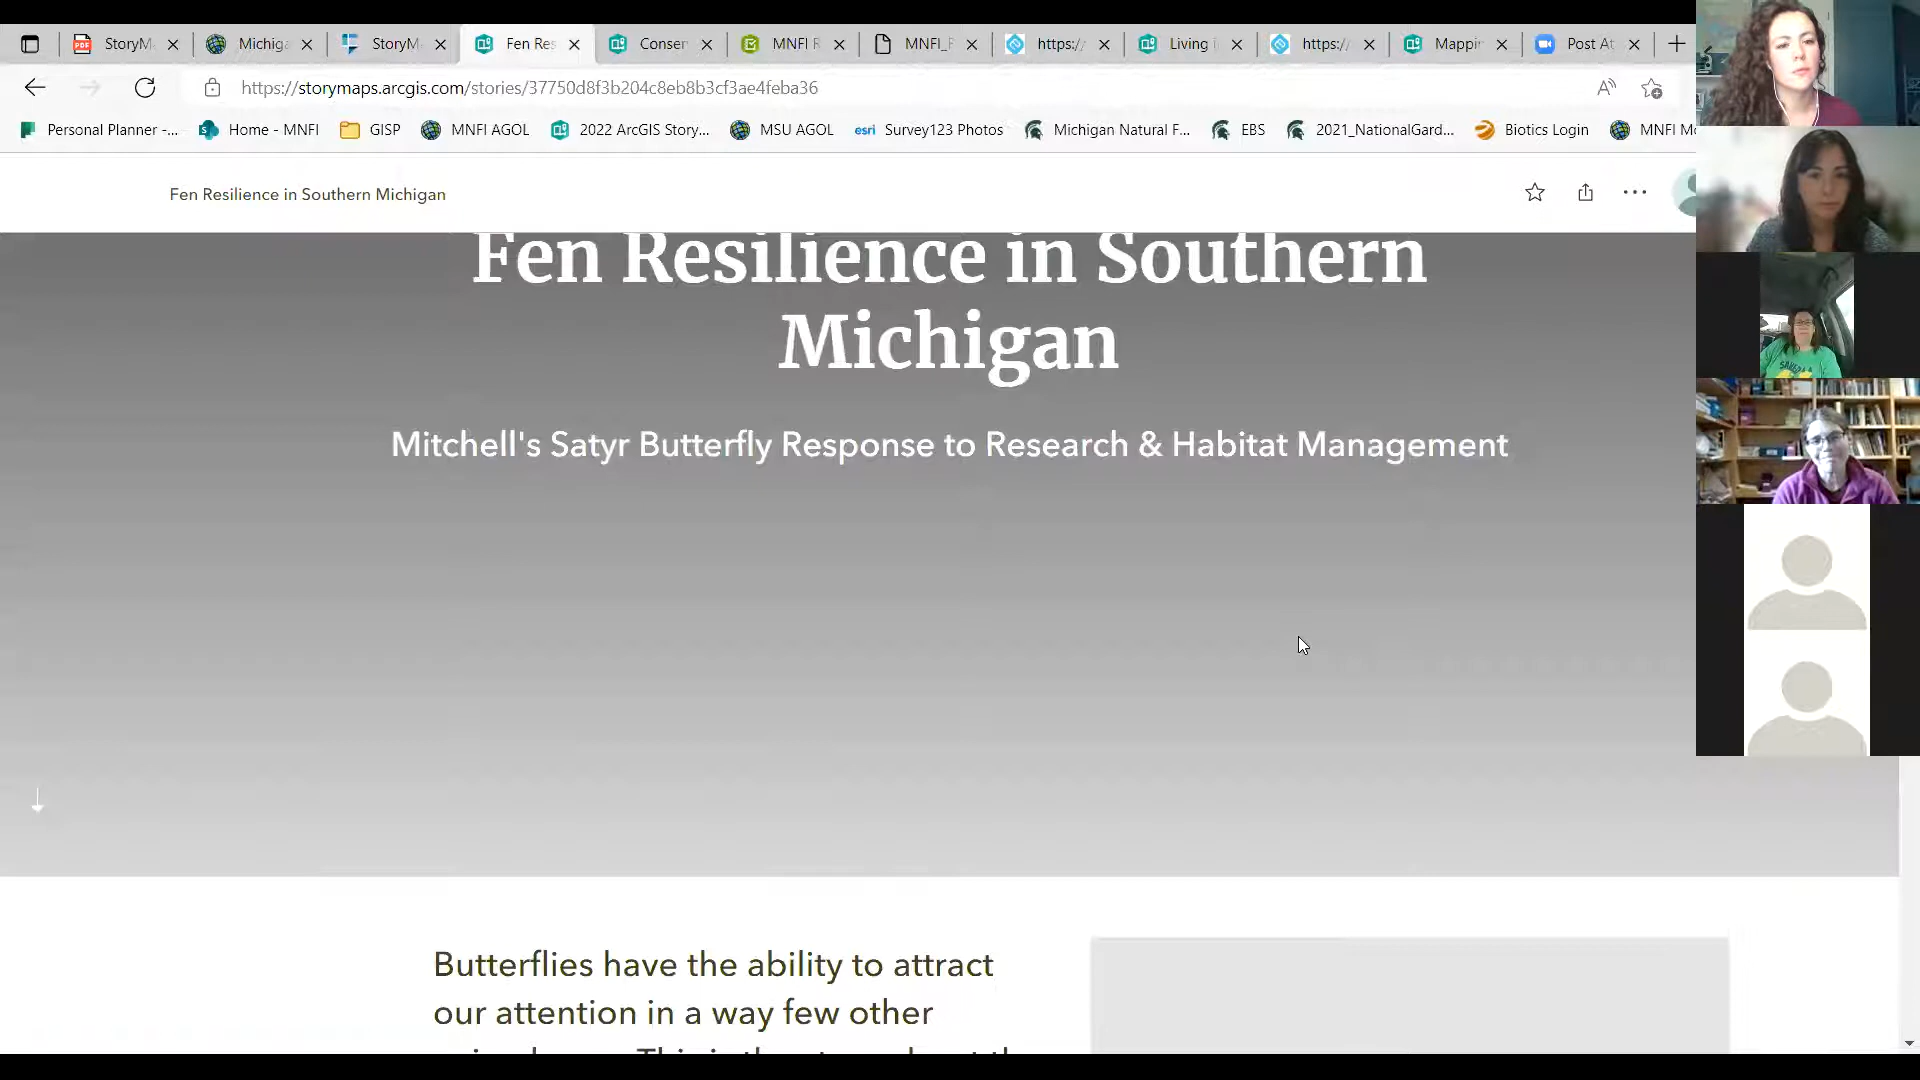 StoryM
Michiga
StoryM
Fen Res
Conser
MNFI R
MNFI_F
https:/
Living
https:/
Mappin
Post At
https://storymaps.arcgis.com/stories/37750d8f3b204c8eb8b3cf3ae4feba36
Personal Planner -...
Home - MNFI
GISP
MNFI AGOL
2022 ArcGIS Story...
MSU AGOL
esri Survey123 Photos
Michigan Natural F...
EBS
2021_NationalGard...
Biotics Login
MNFI Mo
Fen Resilience in Southern Michigan
Fen Resilience in Southern
Michigan
Mitchell's Satyr Butterfly Response to Research & Habitat Management
Butterflies have the ability to attract
our attention in a way few other